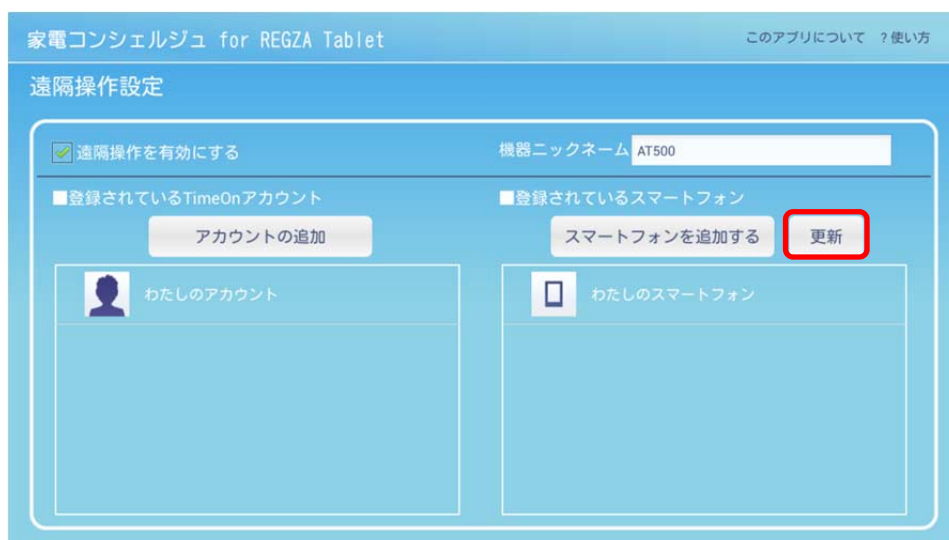 家電コンシェルジュ for REGZA Tablet
このアプリについて ?使い方
遠隔操作設定
遠隔操作を有効にする
機器ニックネーム AT500
■登録されているTimeOnアカウント
アカウントの追加
わたしのアカウント
■登録されているスマートフォン
スマートフォンを追加する 更新
わたしのスマートフォン